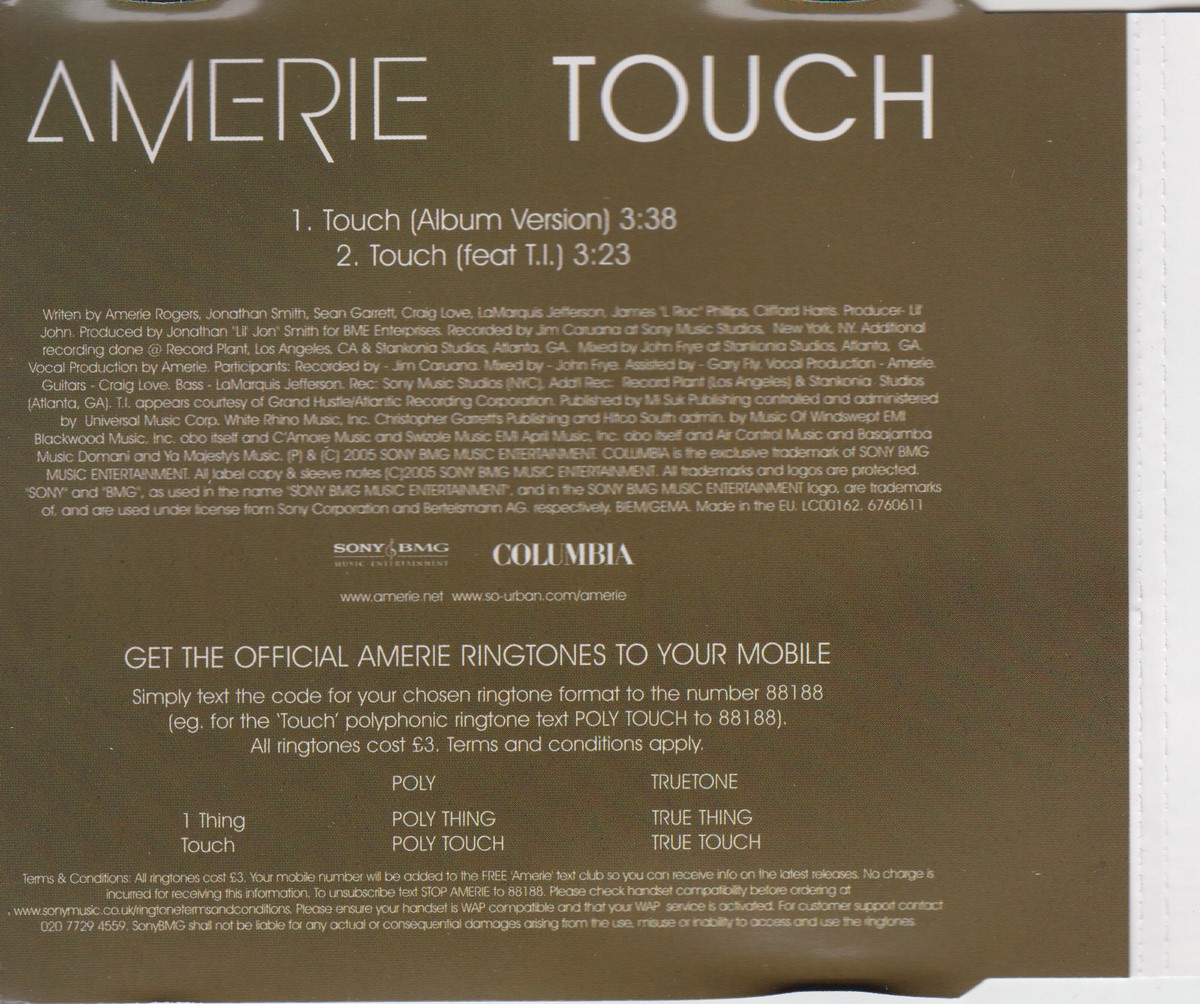 AMERIE TOUCH
1. Touch (Album Version) 3:38
2. Touch (feat T.I.) 3:23
Writen by Amerie Rogers, Jonathan Smith, Sean Garrett, Craig Love, LaMarquis Jefferson, James "L Roc" Phillips, Clifford Harris. Producer- Lil'
John. Produced by Jonathan "Lil' Jon" Smith for BME Enterprises. Recorded by Jim Caruana at Sony Music Studios, New York, NY. Additional
recording done @ Record Plant, Los Angeles, CA & Stankonia Studios, Atlanta, GA. Mixed by John Frye at Stankonia Studios, Atlanta, GA.
Vocal Production by Amerie. Participants: Recorded by - Jim Caruana. Mixed by - John Frye. Assisted by - Gary Fly. Vocal Production - Amerie.
Guitars - Craig Love. Bass - LaMarquis Jefferson. Rec: Sony Music Studios (NYC), Add'l Rec: Record Plant (Los Angeles) & Stankonia Studios
(Atlanta, GA). T.I. appears courtesy of Grand Hustle/Atlantic Recording Corporation. Published by Mi Suk Publishing controlled and administered
by Universal Music Corp. White Rhino Music, Inc. Christopher Garrett's Publishing and Hitco South admin. by Music Of Windswept EMI
Blackwood Music, Inc. obo itself and C'Amore Music and Swizole Music EMI April Music, Inc. obo itself and Air Control Music and Basajamba
Music Domani and Ya Majesty's Music. (P) & (C) 2005 SONY BMG MUSIC ENTERTAINMENT. COLUMBIA is the exclusive trademark of SONY BMG
MUSIC ENTERTAINMENT. All label copy & sleeve notes (C)2005 SONY BMG MUSIC ENTERTAINMENT. All trademarks and logos are protected.
"SONY" and "BMG", as used in the name "SONY BMG MUSIC ENTERTAINMENT", and in the SONY BMG MUSIC ENTERTAINMENT logo, are trademarks
of, and are used under license from Sony Corporation and Bertelsmann AG. respectively. BIEM/GEMA. Made in the EU. LC00162. 6760611
SONY BMG COLUMBIA
MUSIC ENTERTAINMENT
www.amerie.net www.so-urban.com/amerie
GET THE OFFICIAL AMERIE RINGTONES TO YOUR MOBILE
Simply text the code for your chosen ringtone format to the number 88188
(eg. for the 'Touch' polyphonic ringtone text POLY TOUCH to 88188).
All ringtones cost £3. Terms and conditions apply.
POLY TRUETONE
1 Thing POLY THING TRUE THING
Touch POLY TOUCH TRUE TOUCH
Terms & Conditions: All ringtones cost £3. Your mobile number will be added to the FREE 'Amerie' text club so you can receive info on the latest releases. No charge is
incurred for receiving this information. To unsubscribe text STOP AMERIE to 88188. Please check handset compatibility before ordering at
www.sonymusic.co.uk/ringtonetermsandconditions. Please ensure your handset is WAP compatible and that your WAP service is activated. For customer support contact
020 7729 4559. SonyBMG shall not be liable for any actual or consequential damages arising from the use, misuse or inability to access and use the ringtones.